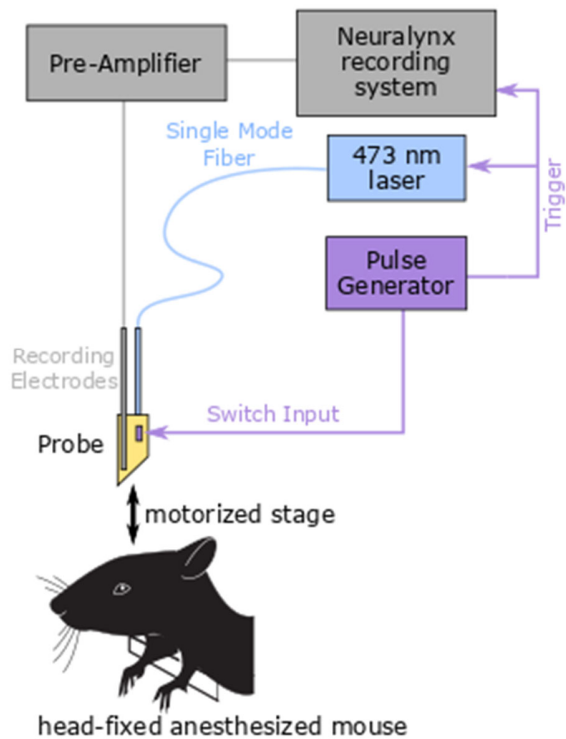 Neuralynx
recording
system
Pre-Amplifier
Single Mode
Fiber
473 nm
laser
Trigger
Pulse
Generator
Recording
Electrodes
Switch Input
Probe
motorized stage
head-fixed anesthesized mouse